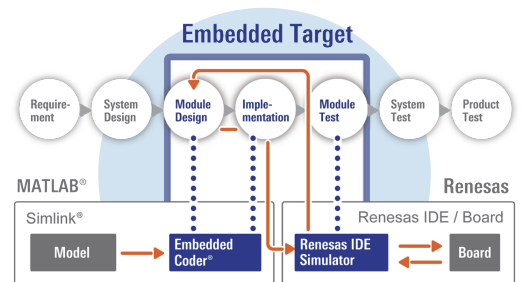 Embedded Target
Require-
ment
System
Design
Module
Design
Imple-
mentation
Module
Test
System
Test
Product
Test
MATLAB®
Renesas
Simlink®
Renesas IDE / Board
Model
Embedded
Coder®
Renesas IDE
Simulator
Board